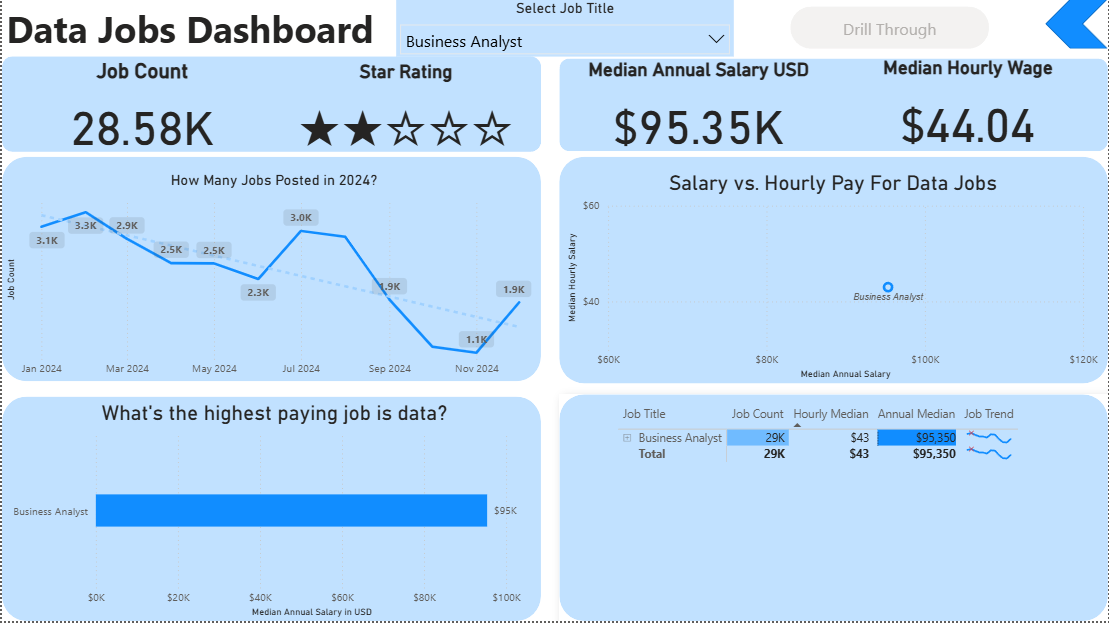 Data Jobs Dashboard
Select Job Title
Business Analyst
Drill Through
Job Count
28.58K
Star Rating
★★☆☆☆
Median Annual Salary USD
$95.35K
Median Hourly Wage
$44.04
How Many Jobs Posted in 2024?
Job Count
3.1K
3.3K
2.9K
2.5K
2.5K
2.3K
3.0K
1.9K
1.1K
1.9K
Jan 2024 Mar 2024 May 2024 Jul 2024 Sep 2024 Nov 2024
Salary vs. Hourly Pay For Data Jobs
Median Hourly Salary
$60
$40
Business Analyst
$60K $80K $100K $120K
Median Annual Salary
What's the highest paying job is data?
Business Analyst $95K
$0K $20K $40K $60K $80K $100K
Median Annual Salary in USD
Job Title Job Count Hourly Median Annual Median Job Trend
Business Analyst 29K $43 $95,350
Total 29K $43 $95,350